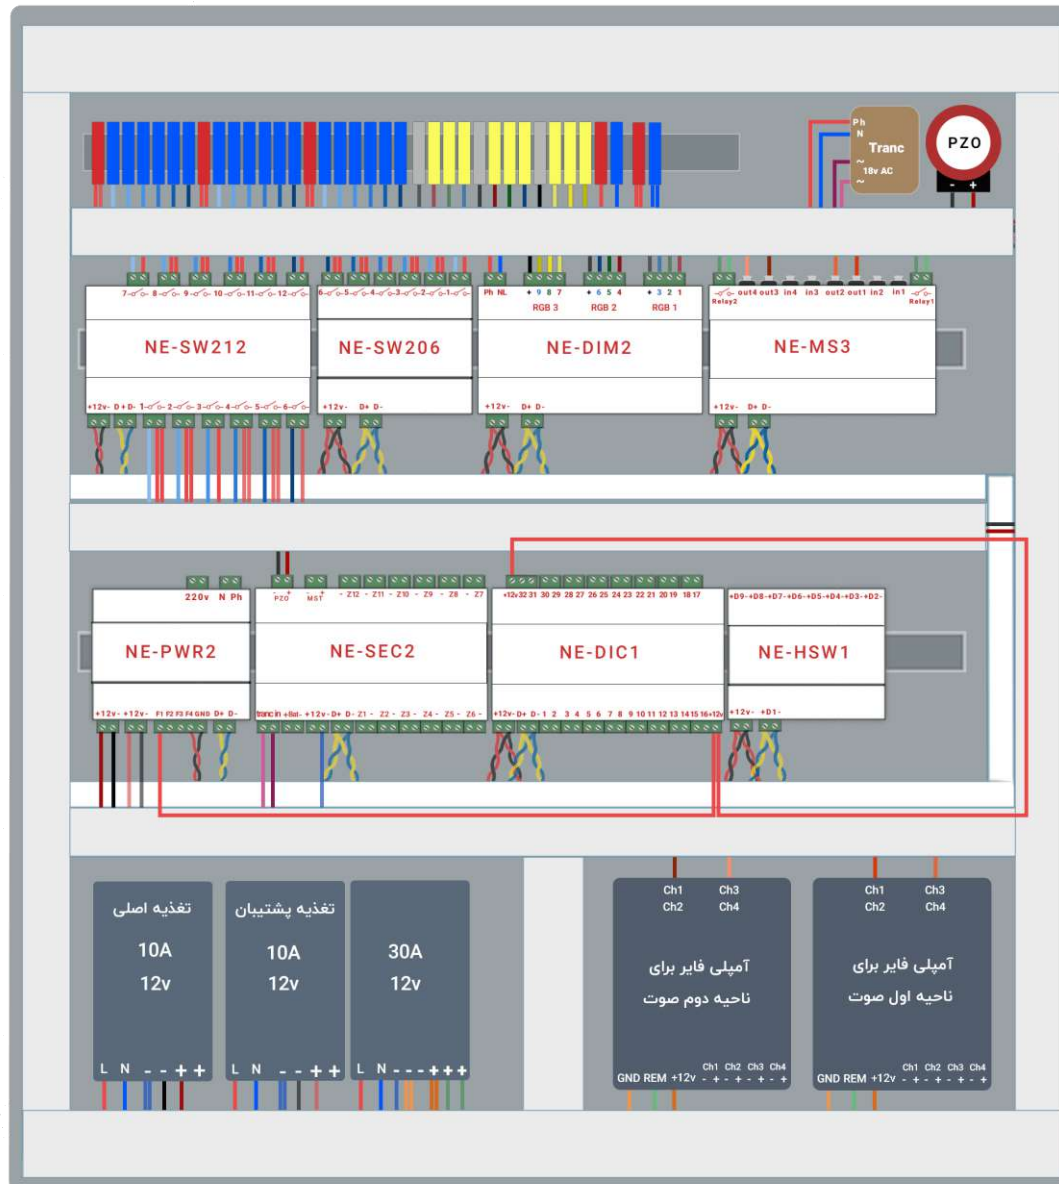 Ph
N
Tranc
~
18v AC
~
PZO
- +
7 8 9 10 11 12
6 5 4 3 2 1
Ph NL + 9 8 7 + 6 5 4 + 3 2 1
RGB 3 RGB 2 RGB 1
out4 out3 in4 in3 out2 out1 in2 in1
Relay2 Relay1
NE-SW212
NE-SW206
NE-DIM2
NE-MS3
+12v- D+D- 1 2 3 4 5 6
+12v- D+ D-
+12v- D+ D-
+12v- D+ D-
220v N Ph
- + - + - Z12 - Z11 - Z10 - Z9 - Z8 - Z7
PZO MST
+12v 32 31 30 29 28 27 26 25 24 23 22 21 20 19 18 17
+D9- +D8- +D7- +D6- +D5- +D4- +D3- +D2-
NE-PWR2
NE-SEC2
NE-DIC1
NE-HSW1
+12v- +12v- F1 F2 F3 F4 GND D+ D-
tranc in +Bat- +12v- D+ D- Z1 - Z2 - Z3 - Z4 - Z5 - Z6 -
+12v- D+ D- 1 2 3 4 5 6 7 8 9 10 11 12 13 14 15 16 +12v
+12v- +D1-
تغذیه اصلی
10A
12v
L N - - + +
تغذیه پشتیبان
10A
12v
L N - - + +
30A
12v
L N - - - + + +
Ch1 Ch3
Ch2 Ch4
آمپلی فایر برای
ناحیه دوم صوت
Ch1 Ch2 Ch3 Ch4
GND REM +12v - + - + - + - +
Ch1 Ch3
Ch2 Ch4
آمپلی فایر برای
ناحیه اول صوت
Ch1 Ch2 Ch3 Ch4
GND REM +12v - + - + - + - +